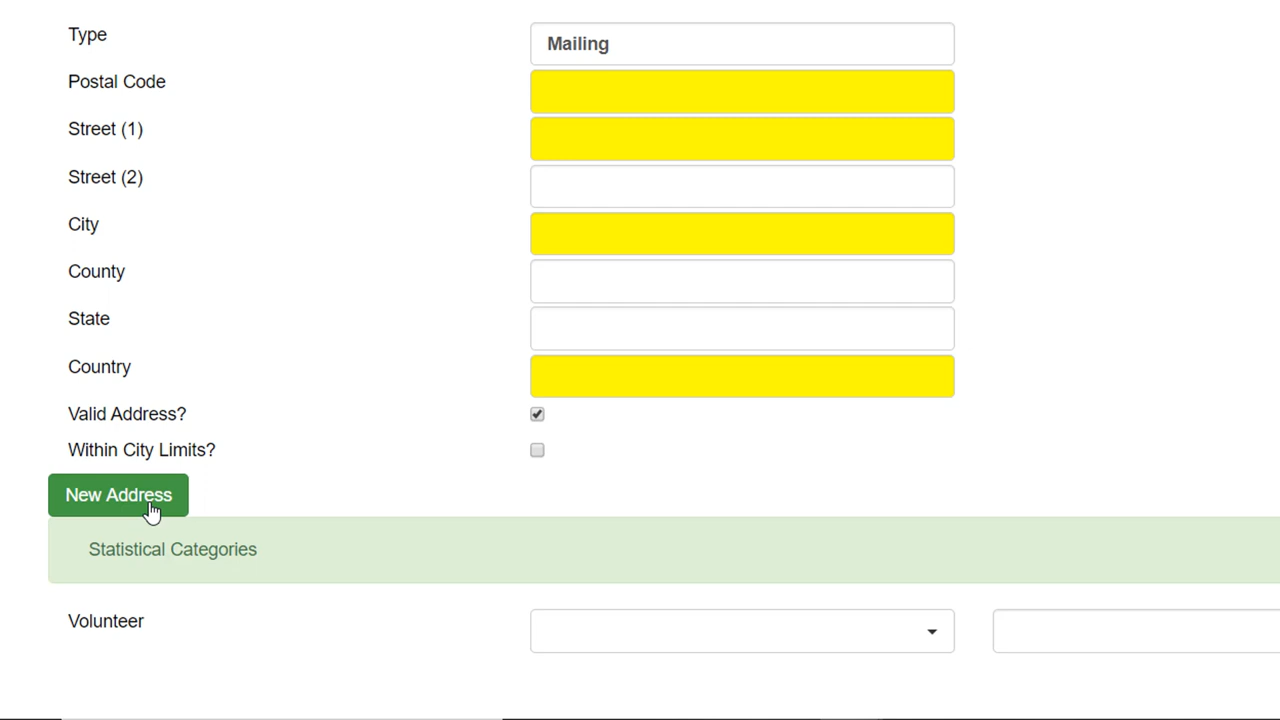 Type
Mailing
Postal Code
Street (1)
Street (2)
City
County
State
Country
Valid Address?
Within City Limits?
New Address
Statistical Categories
Volunteer